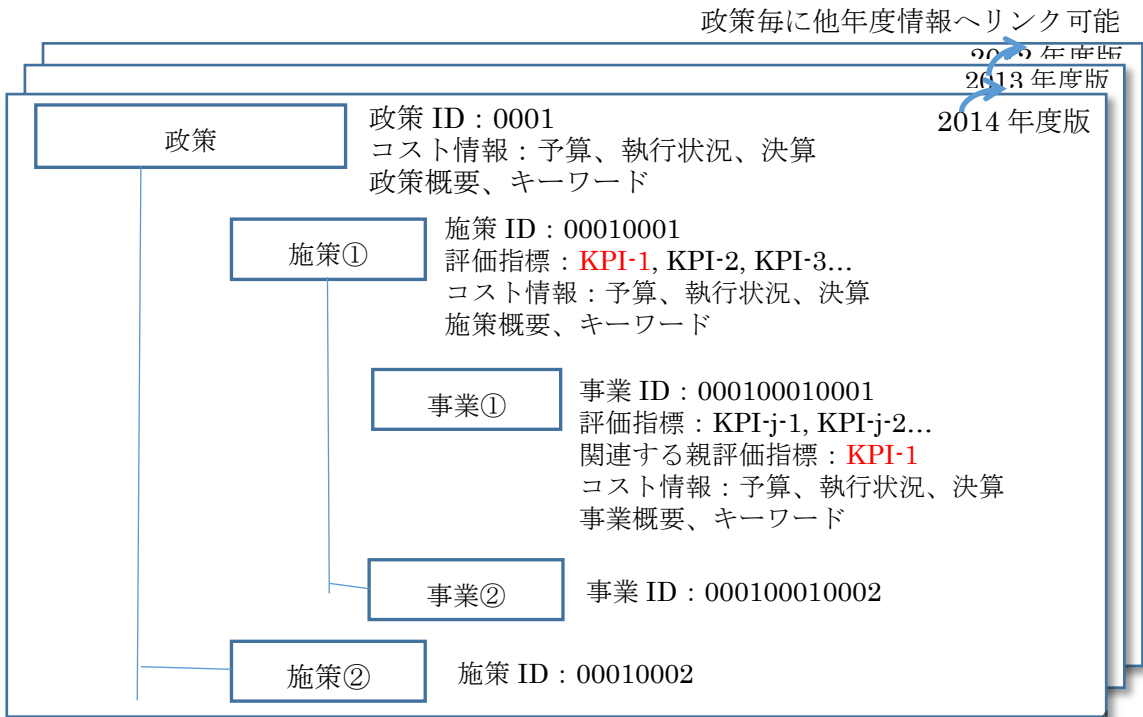 政策毎に他年度情報へリンク可能
2012 年度版
2013 年度版
2014 年度版
政策
政策 ID：0001
コスト情報：予算、執行状況、決算
政策概要、キーワード
施策①
施策 ID：00010001
評価指標：KPI-1, KPI-2, KPI-3…
コスト情報：予算、執行状況、決算
施策概要、キーワード
事業①
事業 ID：000100010001
評価指標：KPI-j-1, KPI-j-2…
関連する親評価指標：KPI-1
コスト情報：予算、執行状況、決算
事業概要、キーワード
事業②
事業 ID：000100010002
施策②
施策 ID：00010002